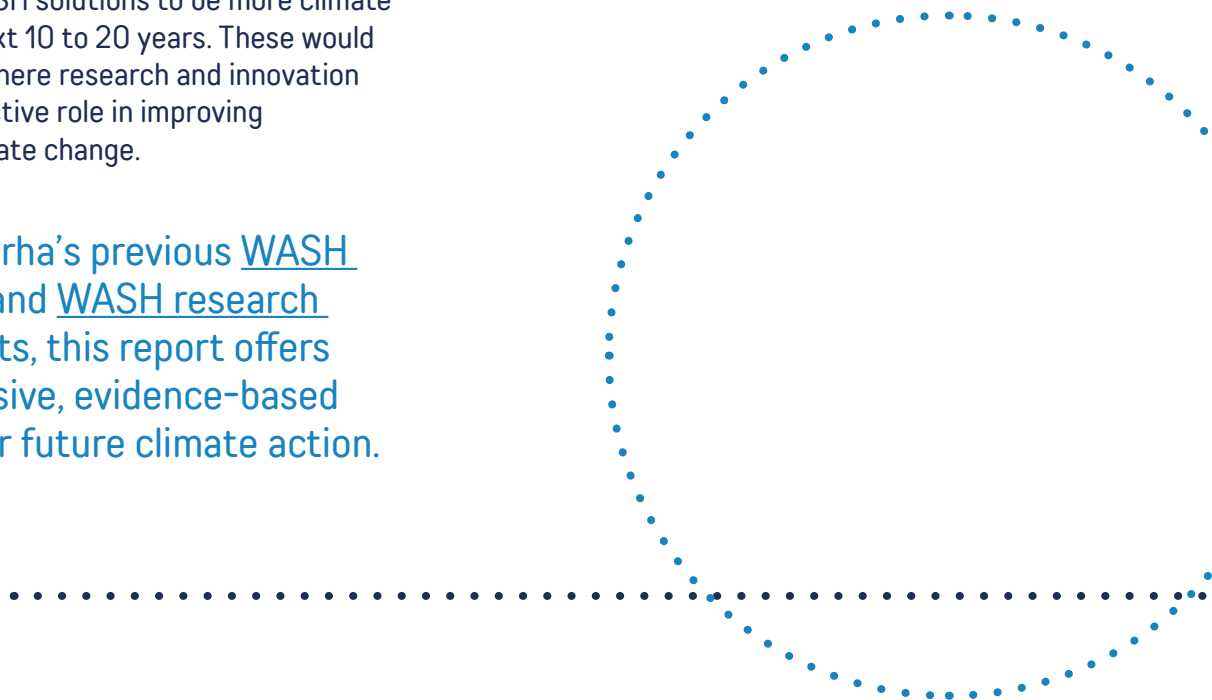 SH solutions to be more climate
xt 10 to 20 years. These would
here research and innovation
ctive role in improving
ate change.
rha's previous WASH
and WASH research
ts, this report offers
sive, evidence-based
r future climate action.